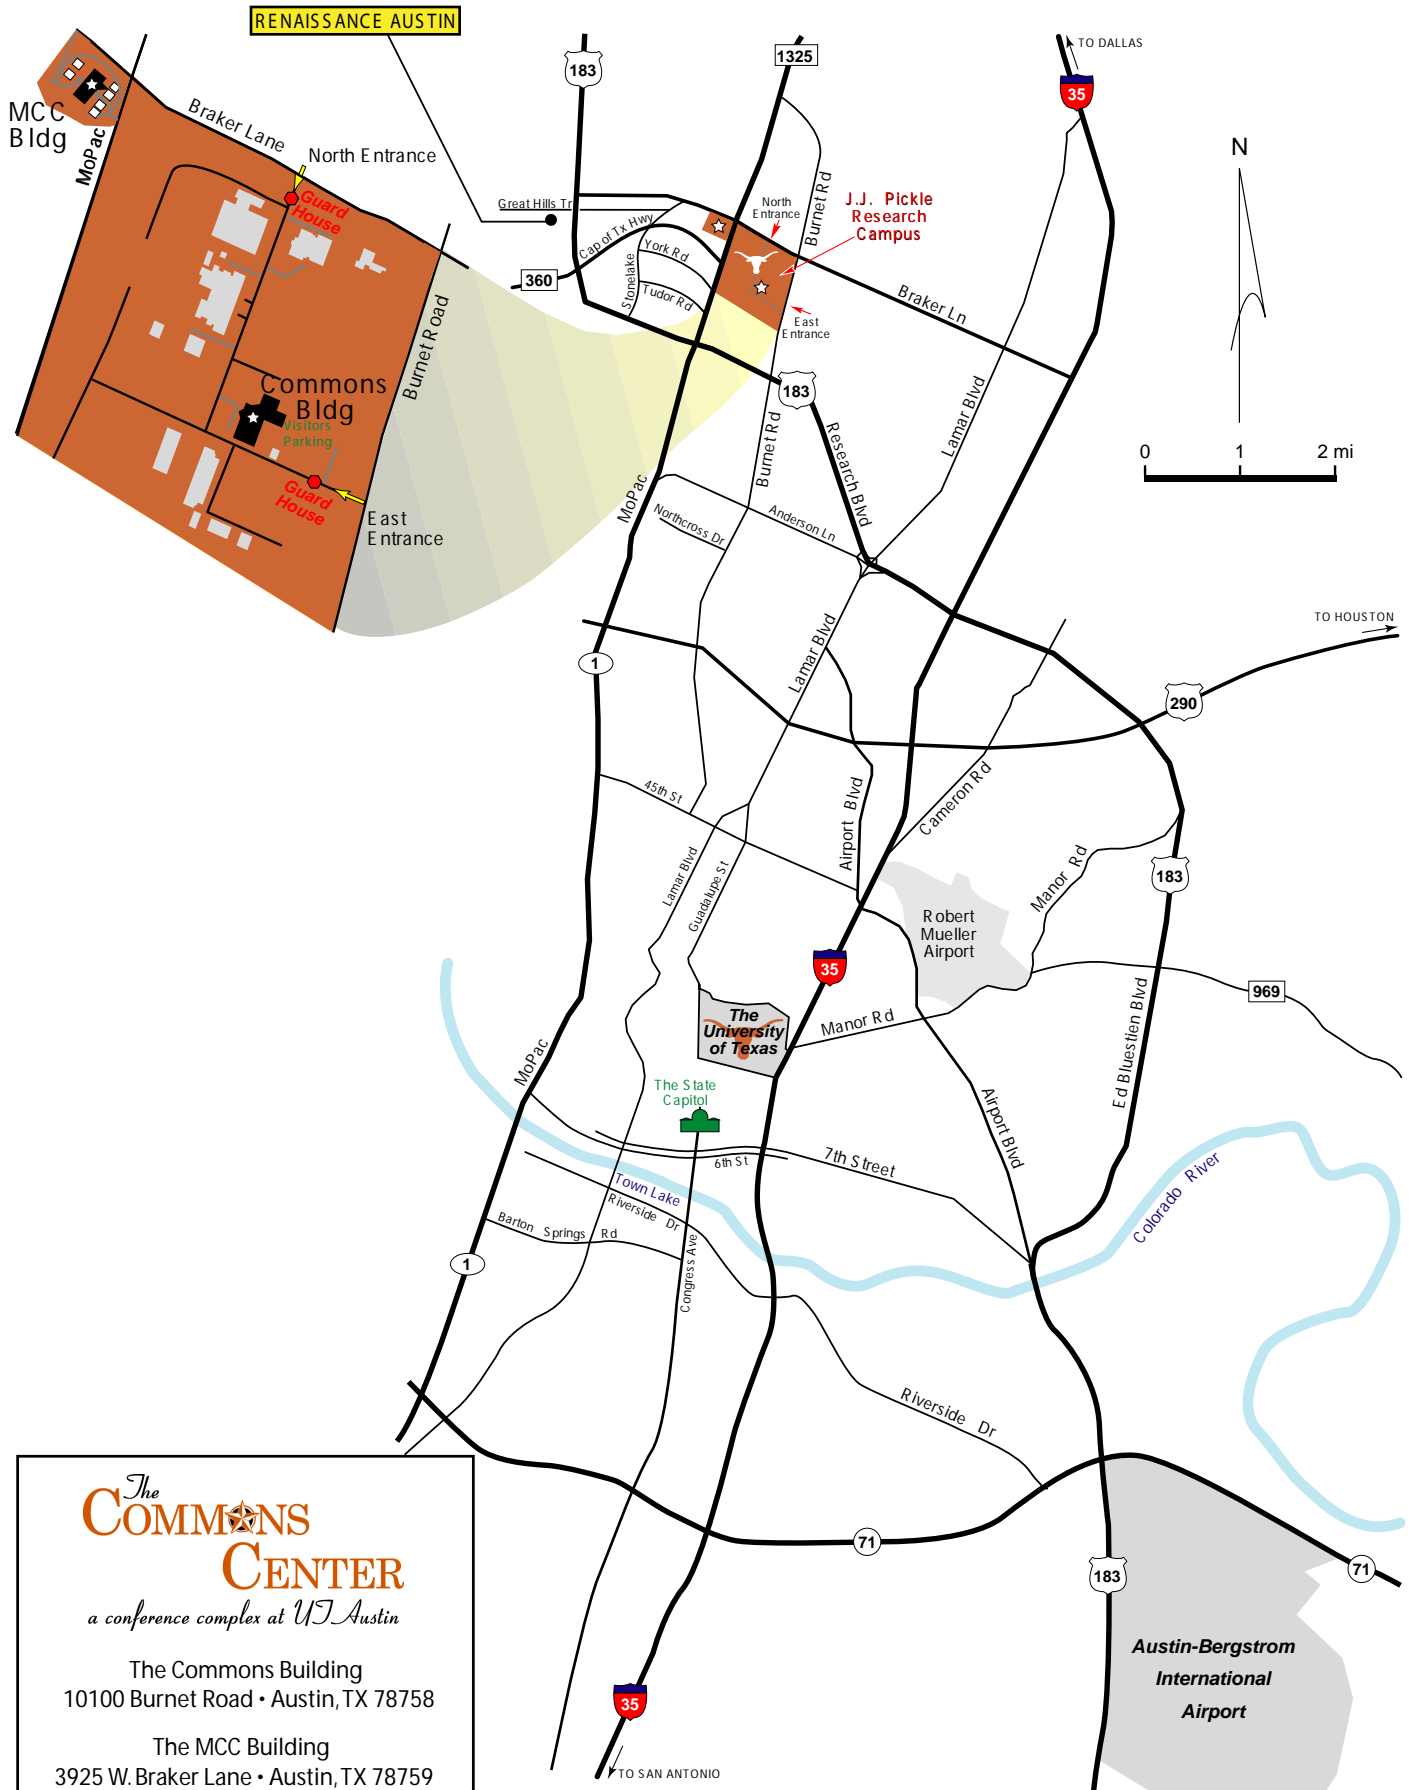 RENAISSANCE AUSTIN
183
1325
TO DALLAS
35
MCC
Bldg
MoPac
Braker Lane
North Entrance
Guard
House
Great Hills Tr
Cap of Tx Hwy
York Rd
Stonelake
Tudor Rd
360
North
Entrance
Burnet Rd
J.J. Pickle
Research
Campus
East
Entrance
Braker Ln
N
0 1 2 mi
Burnet Road
Commons
Bldg
Visitors
Parking
Guard
House
East
Entrance
183
Burnet Rd
Research Blvd
Lamar Blvd
MoPac
Northcross Dr
Anderson Ln
TO HOUSTON
1
Lamar Blvd
290
45th St
Airport Blvd
Cameron Rd
Lamar Blvd
Guadalupe St
Manor Rd
183
Robert
Mueller
Airport
35
969
The
University
of Texas
Manor Rd
MoPac
Ed Bluestien Blvd
The State
Capitol
Airport Blvd
6th St
7th Street
Town Lake
Riverside Dr
Colorado River
Barton Springs Rd
Congress Ave
1
Riverside Dr
71
183
71
Austin-Bergstrom
International
Airport
35
TO SAN ANTONIO
The
COMMONS
CENTER
a conference complex at UT Austin
The Commons Building
10100 Burnet Road • Austin, TX 78758
The MCC Building
3925 W. Braker Lane • Austin, TX 78759